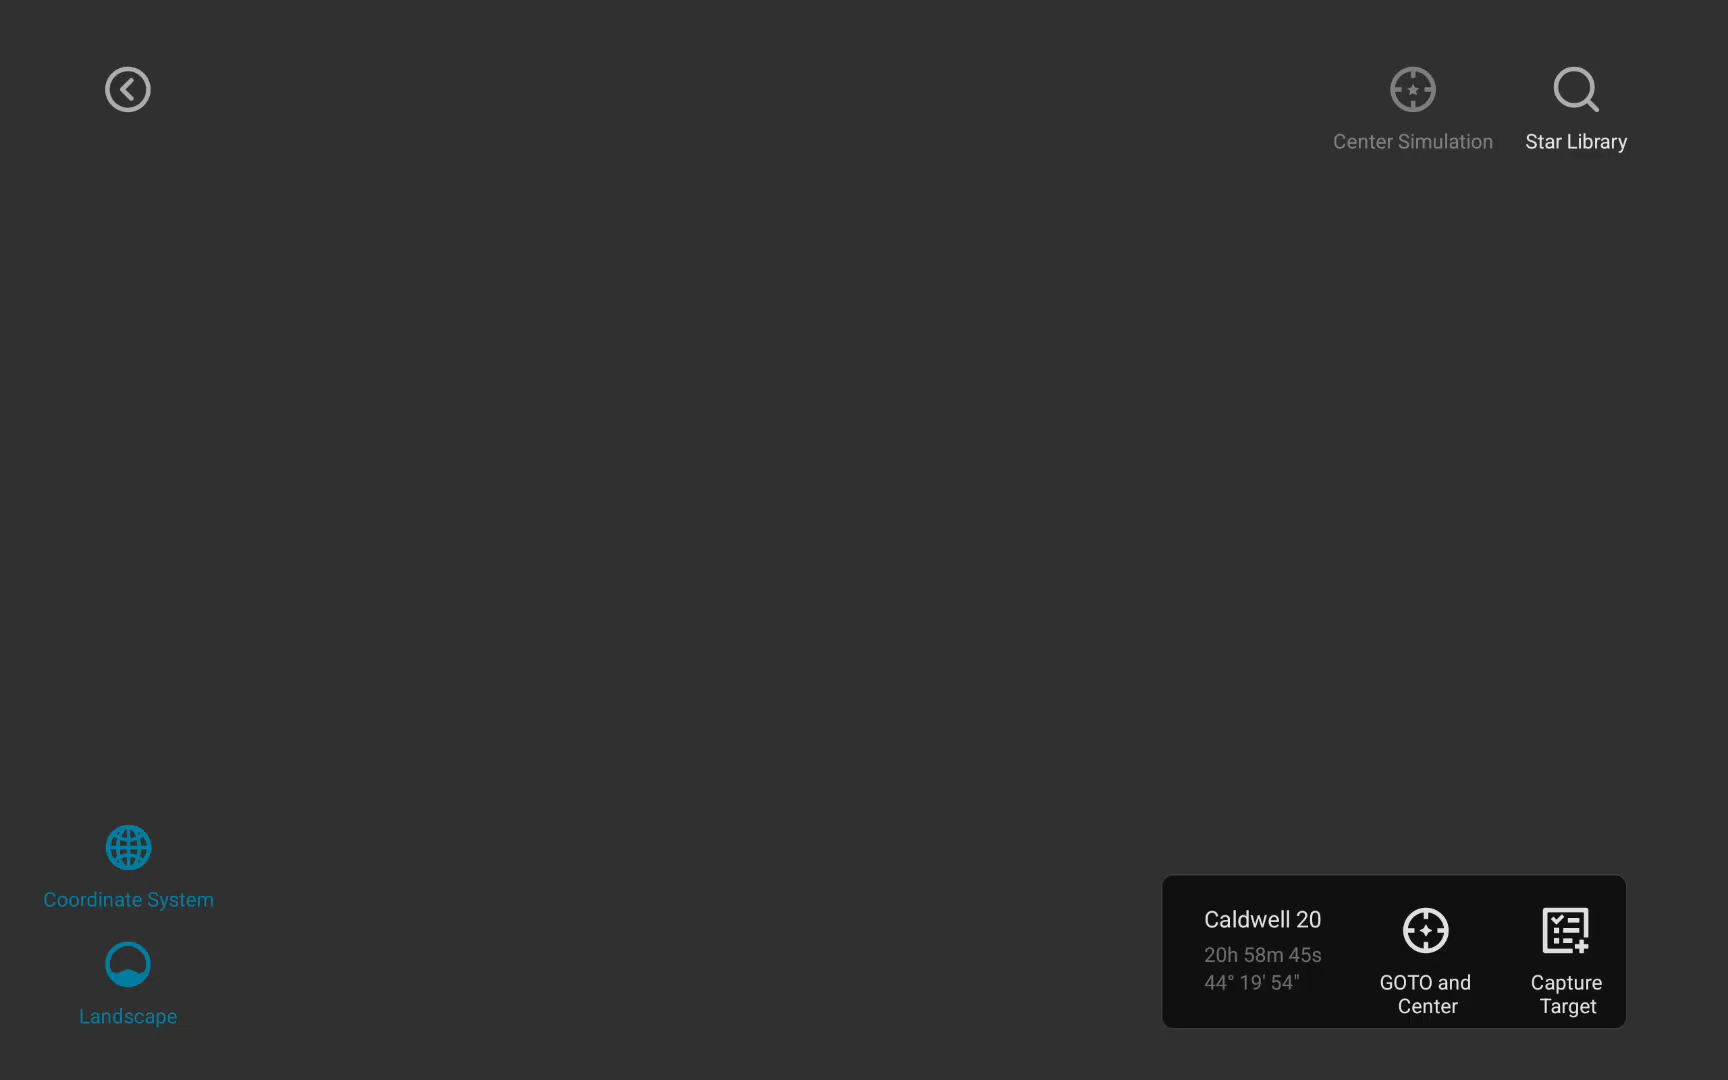 Center Simulation
Star Library
Coordinate System
Landscape
Caldwell 20
20h 58m 45s
44° 19' 54"
GOTO and
Center
Capture
Target